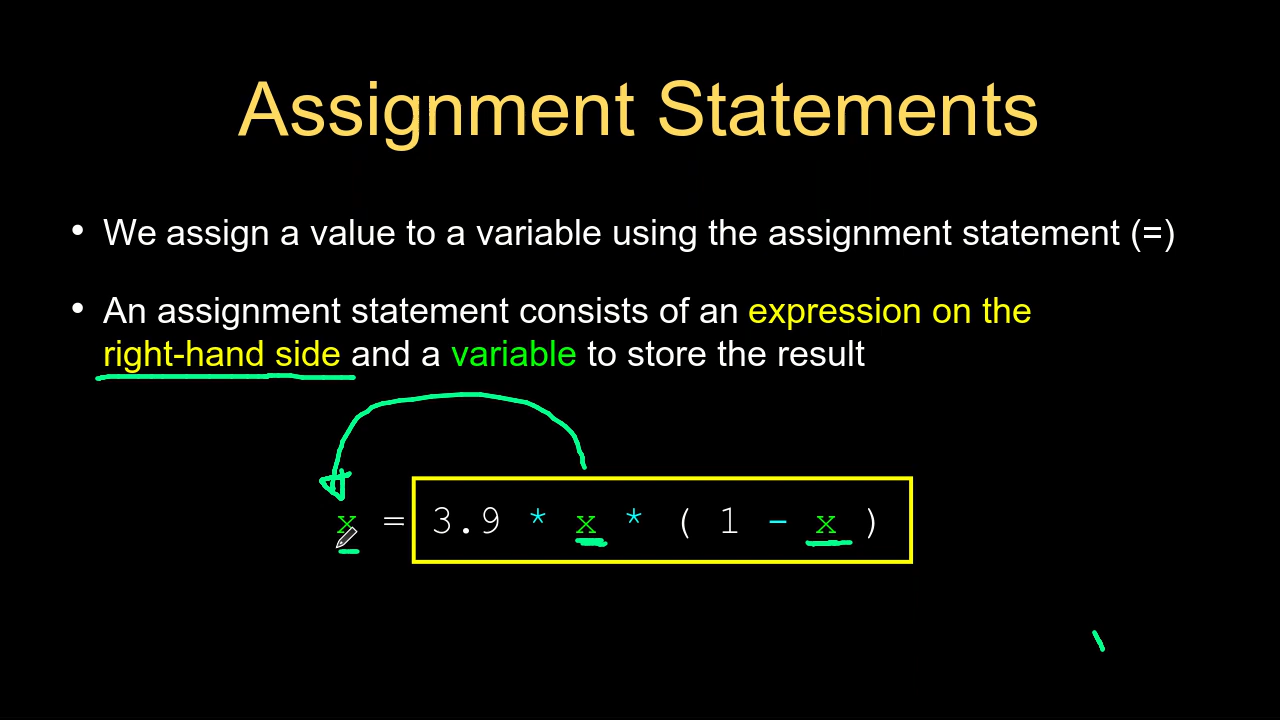 Assignment Statements
• We assign a value to a variable using the assignment statement (=)
• An assignment statement consists of an expression on the
right-hand side and a variable to store the result
x = 3.9 * x * ( 1 - x )